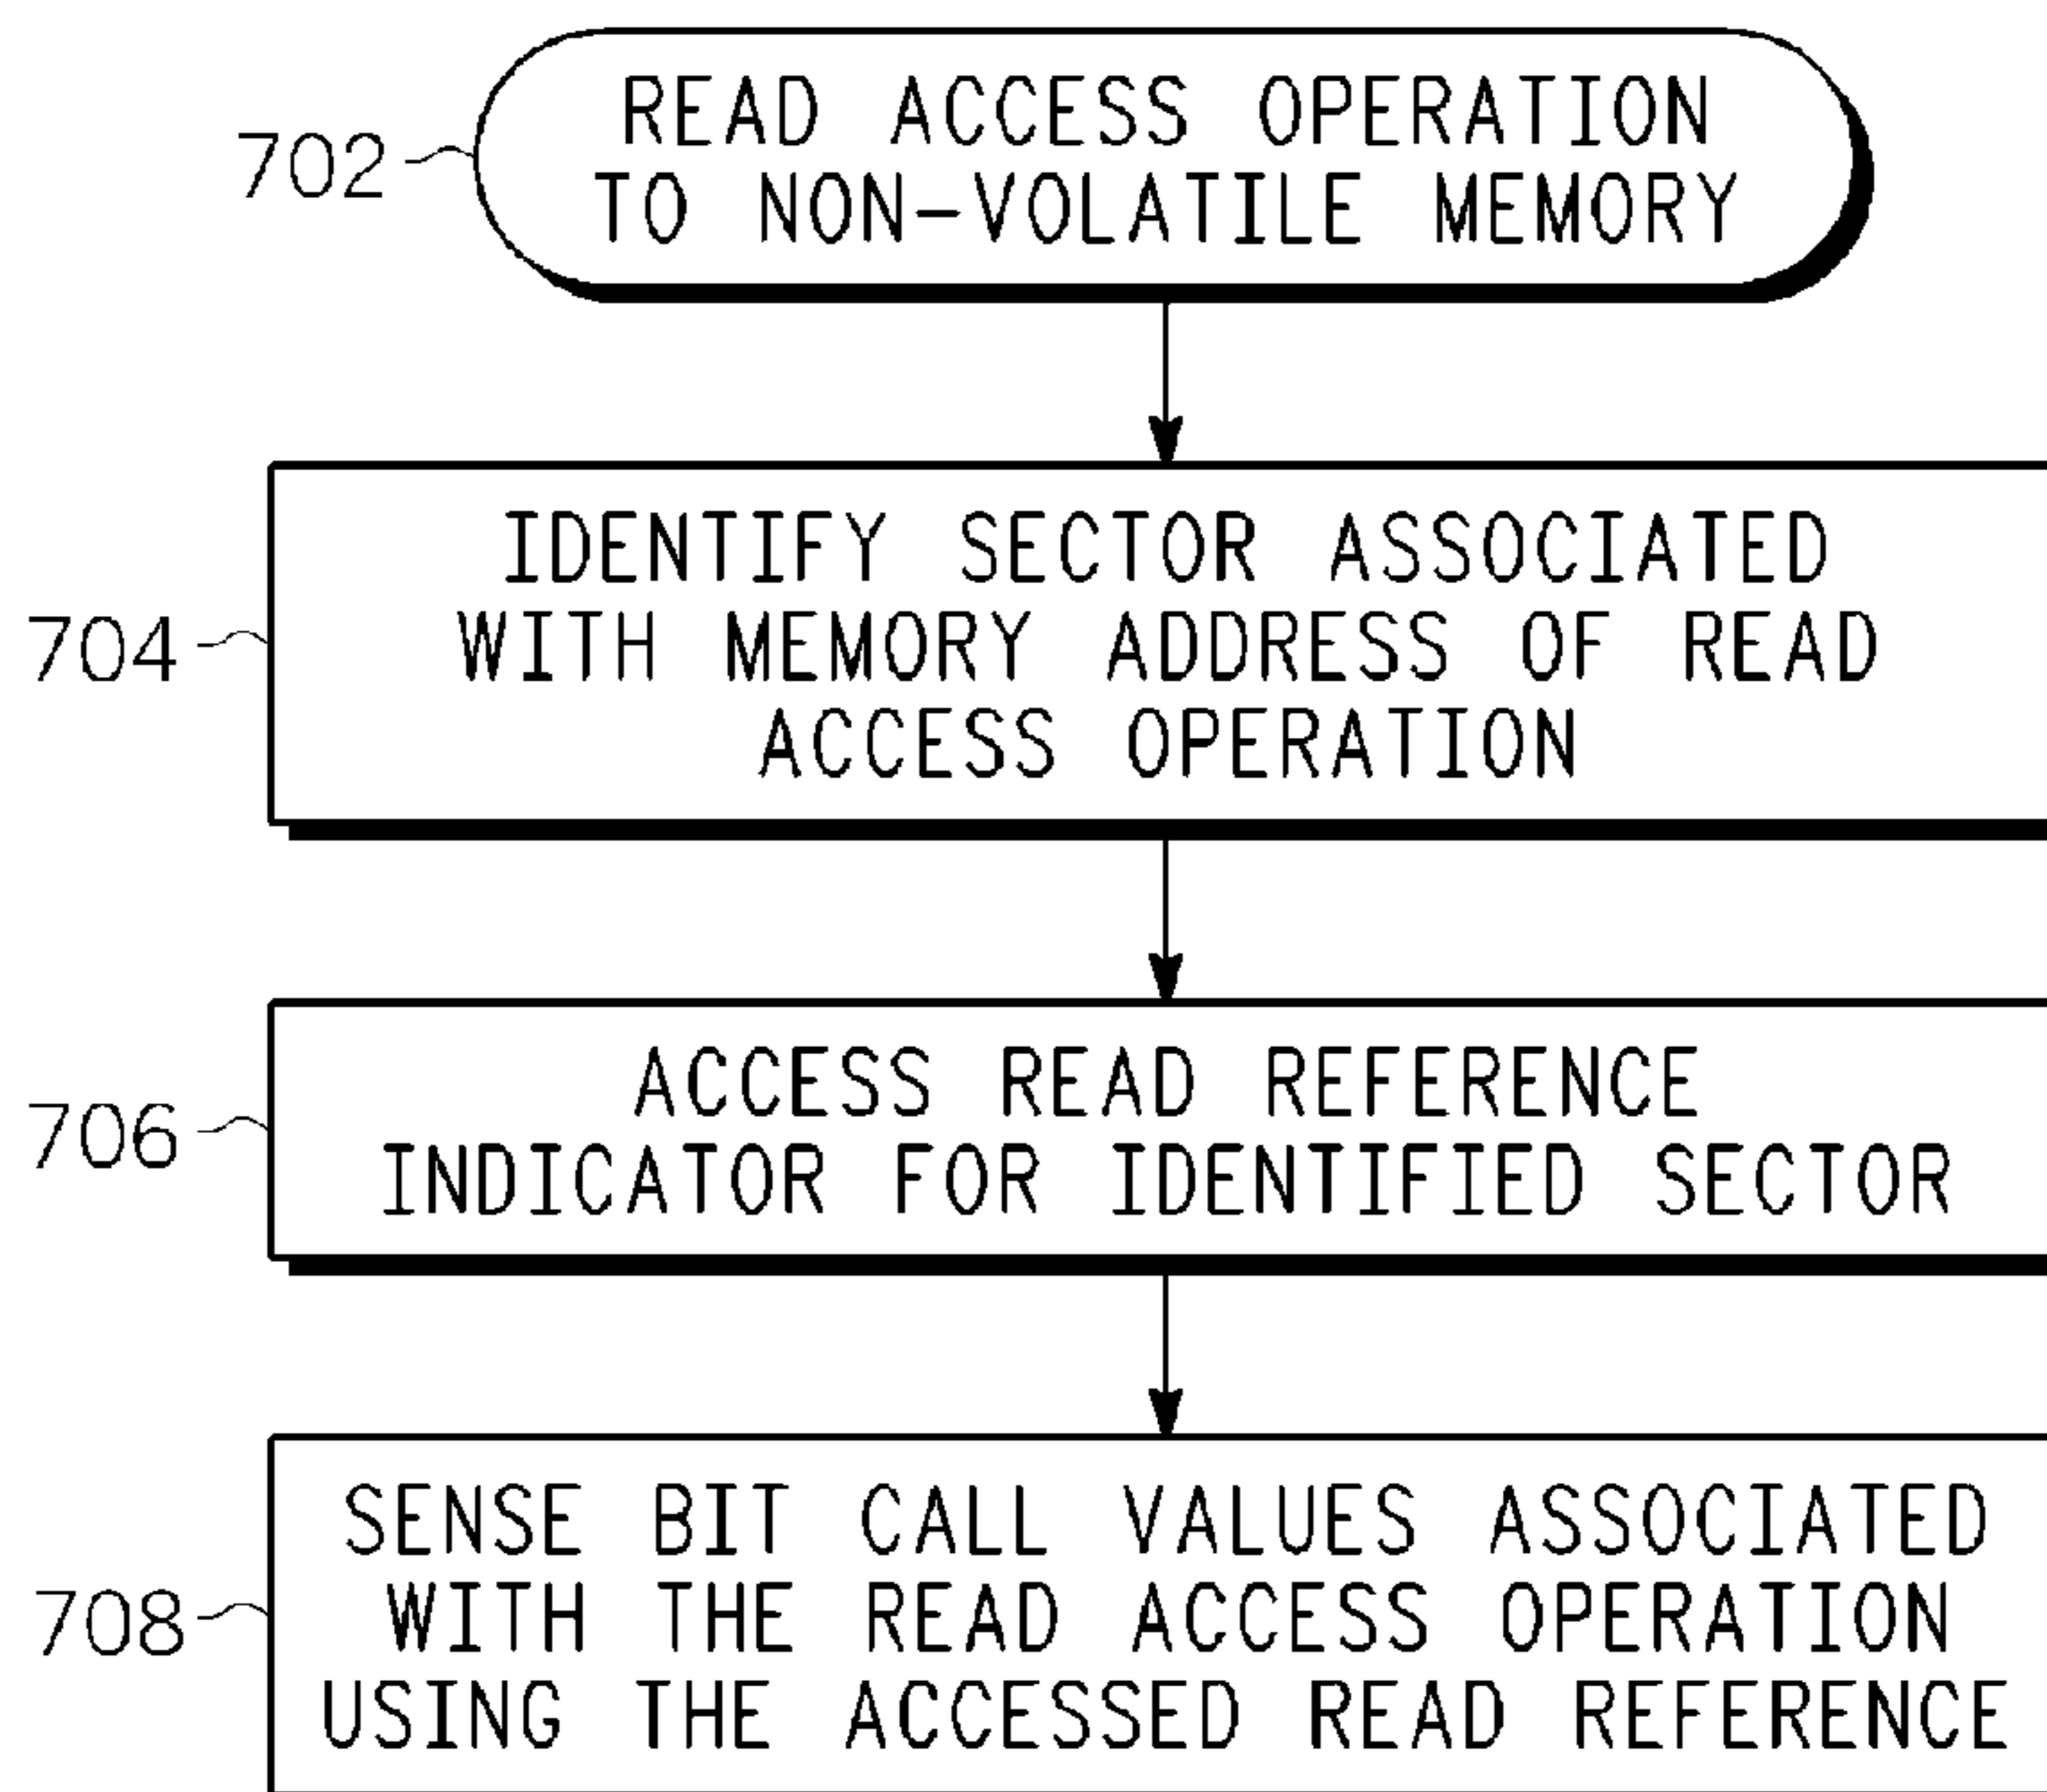 702
READ ACCESS OPERATION
TO NON-VOLATILE MEMORY
IDENTIFY SECTOR ASSOCIATED
704
WITH MEMORY ADDRESS OF READ
ACCESS OPERATION
706
ACCESS READ REFERENCE
INDICATOR FOR IDENTIFIED SECTOR
SENSE BIT CALL VALUES ASSOCIATED
708
WITH THE READ ACCESS OPERATION
USING THE ACCESSED READ REFERENCE